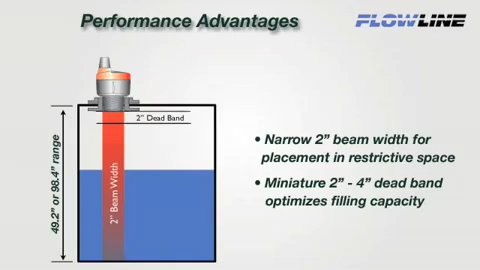 Performance Advantages
FLOWLINE
2” Dead Band
49.2” or 98.4” range
2” Beam Width
• Narrow 2” beam width for
placement in restrictive space
• Miniature 2” - 4” dead band
optimizes filling capacity